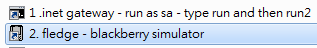 1 .inet gateway - run as sa - type run and then run2
2. fledge - blackberry simulator